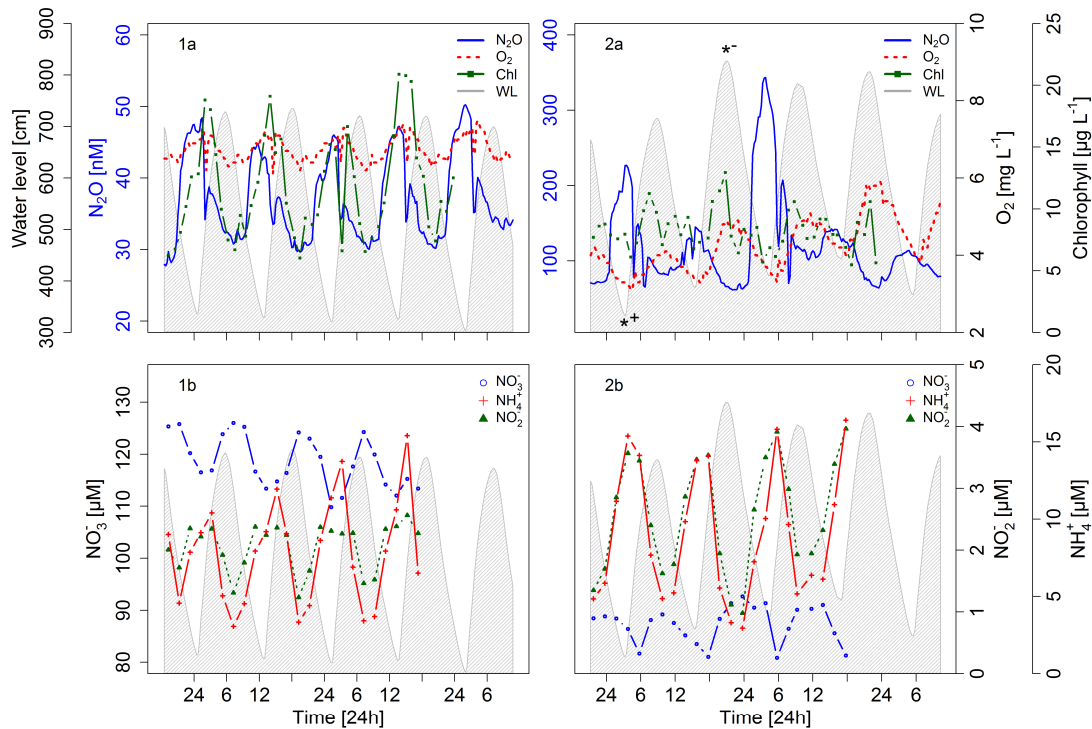 1a
N₂O
O₂
Chl
WL
2a
*-
N₂O
O₂
Chl
WL
*+
Water level [cm]
300 400 500 600 700 800 900
N₂O [nM]
20 30 40 50 60
100 200 300 400
O₂ [mg L⁻¹]
2 4 6 8 10
Chlorophyll [µg L⁻¹]
0 5 10 15 20 25
1b
NO₃⁻
NH₄⁺
NO₂⁻
2b
NO₃⁻
NH₄⁺
NO₂⁻
NO₃⁻ [µM]
80 90 100 110 120 130
NO₂⁻ [µM]
0 1 2 3 4 5
NH₄⁺ [µM]
0 5 10 15 20
24 6 12 24 6 12 24 6
Time [24h]
24 6 12 24 6 12 24 6
Time [24h]